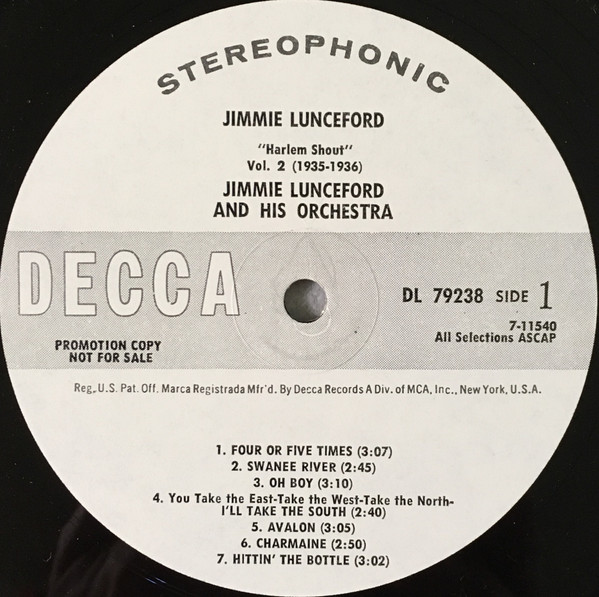 STEREOPHONIC
JIMMIE LUNCEFORD
"Harlem Shout"
Vol. 2 (1935-1936)
JIMMIE LUNCEFORD
AND HIS ORCHESTRA
DECCA
DL 79238 SIDE 1
7-11540
All Selections ASCAP
PROMOTION COPY
NOT FOR SALE
Reg. U.S. Pat. Off. Marca Registrada Mfr'd. By Decca Records A Div. of MCA, Inc., New York, U.S.A.
1. FOUR OR FIVE TIMES (3:07)
2. SWANEE RIVER (2:45)
3. OH BOY (3:10)
4. You Take the East-Take the West-Take the North-
I'LL TAKE THE SOUTH (2:40)
5. AVALON (3:05)
6. CHARMAINE (2:50)
7. HITTIN' THE BOTTLE (3:02)